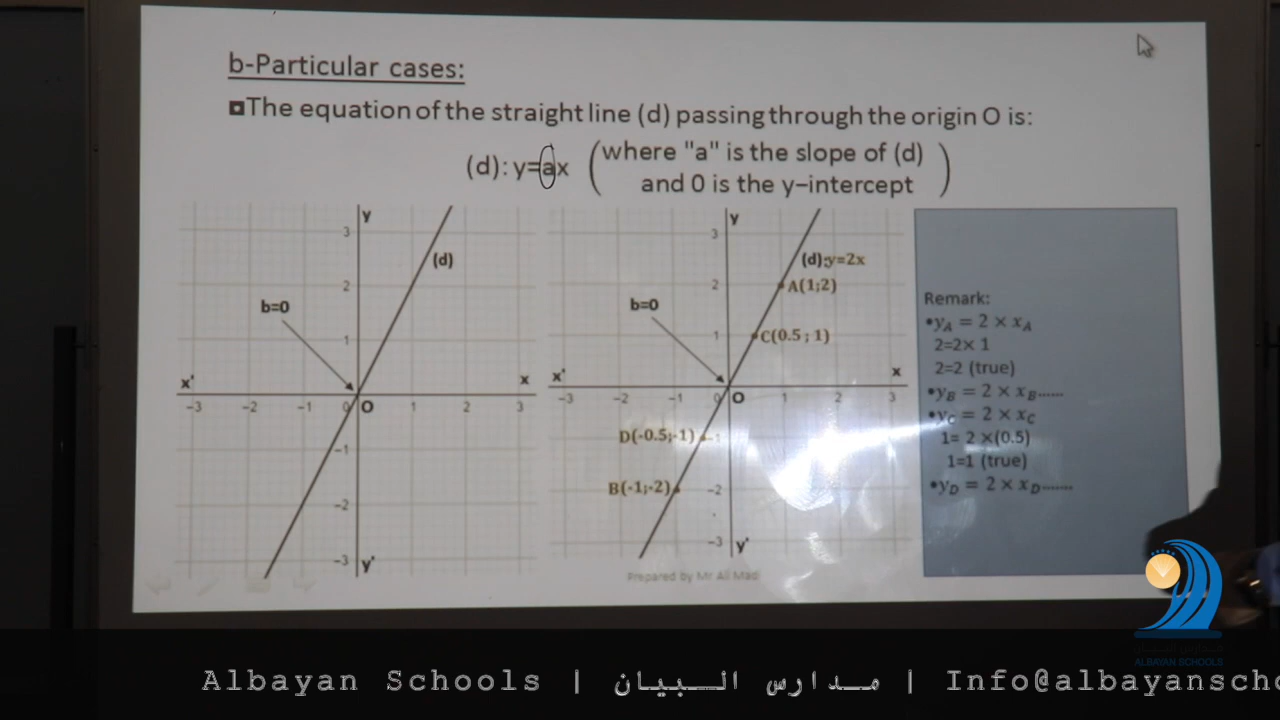 b-Particular cases:
The equation of the straight line (d) passing through the origin O is:
(d): y=ax (where "a" is the slope of (d)
and 0 is the y-intercept)
y
3
(d)
2
b=0
1
x'
x
-3 -2 -1 0 O 1 2 3
-1
-2
-3
y'
y
3
(d):y=2x
2
A(1;2)
b=0
1
C(0.5 ; 1)
x'
x
-3 -2 -1 0 O 1 2 3
D(-0.5;-1)
-1
B(-1;-2)
-2
-3
y'
Remark:
•yA = 2 × xA
2=2× 1
2=2 (true)
•yB = 2 × xB......
•yC = 2 × xC
1= 2 ×(0.5)
1=1 (true)
•yD = 2 × xD.......
Prepared by Mr Ali
ALBAYAN SCHOOLS
Albayan Schools | مدارس البيان | Info@albayanscho